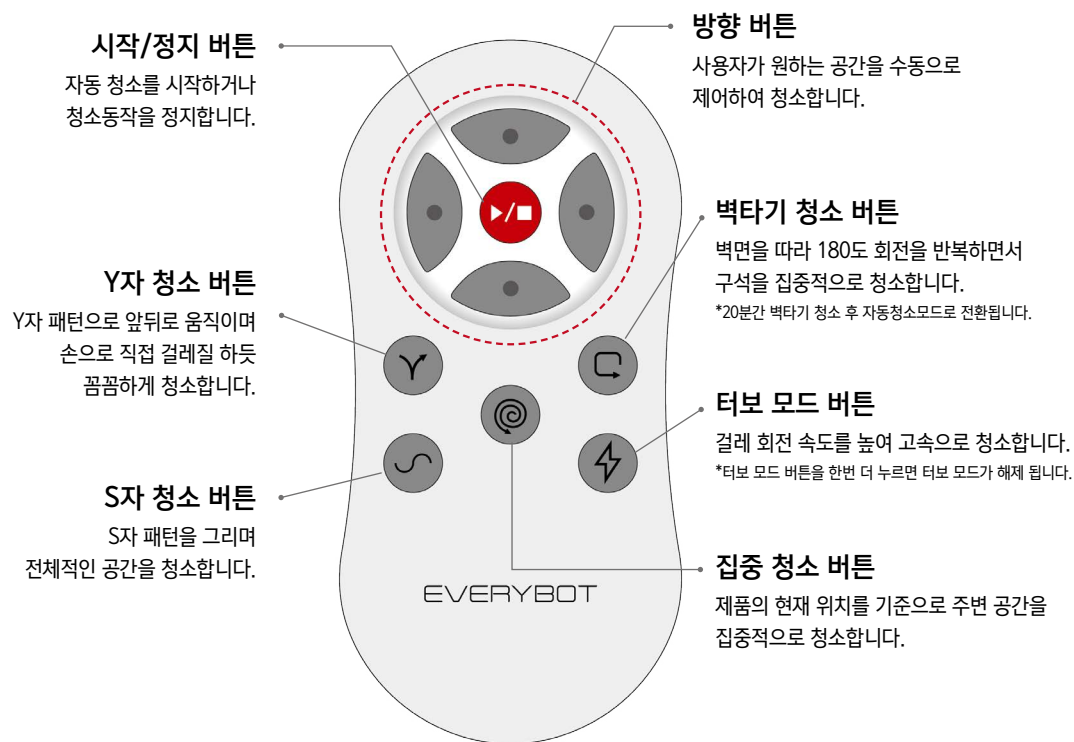 시작/정지 버튼
자동 청소를 시작하거나
청소동작을 정지합니다.
방향 버튼
사용자가 원하는 공간을 수동으로
제어하여 청소합니다.
벽타기 청소 버튼
벽면을 따라 180도 회전을 반복하면서
구석을 집중적으로 청소합니다.
*20분간 벽타기 청소 후 자동청소모드로 전환됩니다.
Y자 청소 버튼
Y자 패턴으로 앞뒤로 움직이며
손으로 직접 걸레질 하듯
꼼꼼하게 청소합니다.
터보 모드 버튼
걸레 회전 속도를 높여 고속으로 청소합니다.
*터보 모드 버튼을 한번 더 누르면 터보 모드가 해제 됩니다.
S자 청소 버튼
S자 패턴을 그리며
전체적인 공간을 청소합니다.
집중 청소 버튼
제품의 현재 위치를 기준으로 주변 공간을
집중적으로 청소합니다.
EVERYBOT